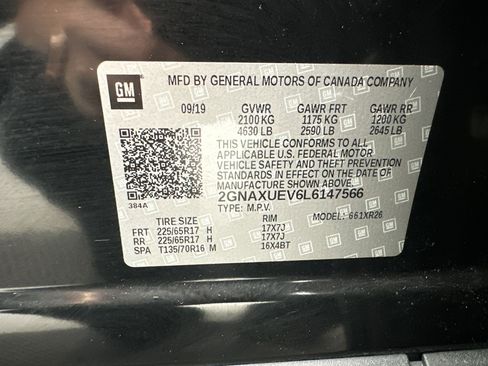 GM
MFD BY GENERAL MOTORS OF CANADA COMPANY
09/19 GVWR GAWR FRT GAWR RR
2100 KG 1175 KG 1200 KG
4630 LB 2590 LB 2645 LB
THIS VEHICLE CONFORMS TO ALL
APPLICABLE U.S. FEDERAL MOTOR
VEHICLE SAFETY AND THEFT PREVENTION
STANDARDS IN EFFECT ON THE DATE OF
MANUFACTURE SHOWN ABOVE.
384A 2GNAXUEV6L6147566
TYPE: M.P.V. MODEL: 661XR26
TIRE SIZE RIM
FRT 225/65R17 H 17X7J
RR 225/65R17 H 17X7J
SPA T135/70R16 M 16X4BT